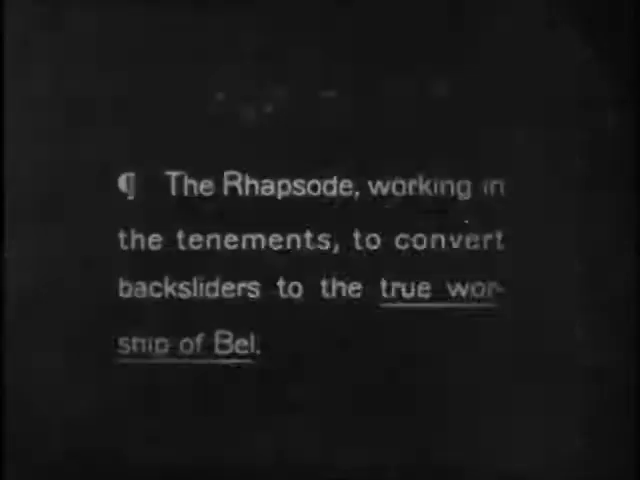 ¶ The Rhapsode, working in
the tenements, to convert
backsliders to the true wor-
ship of Bel.